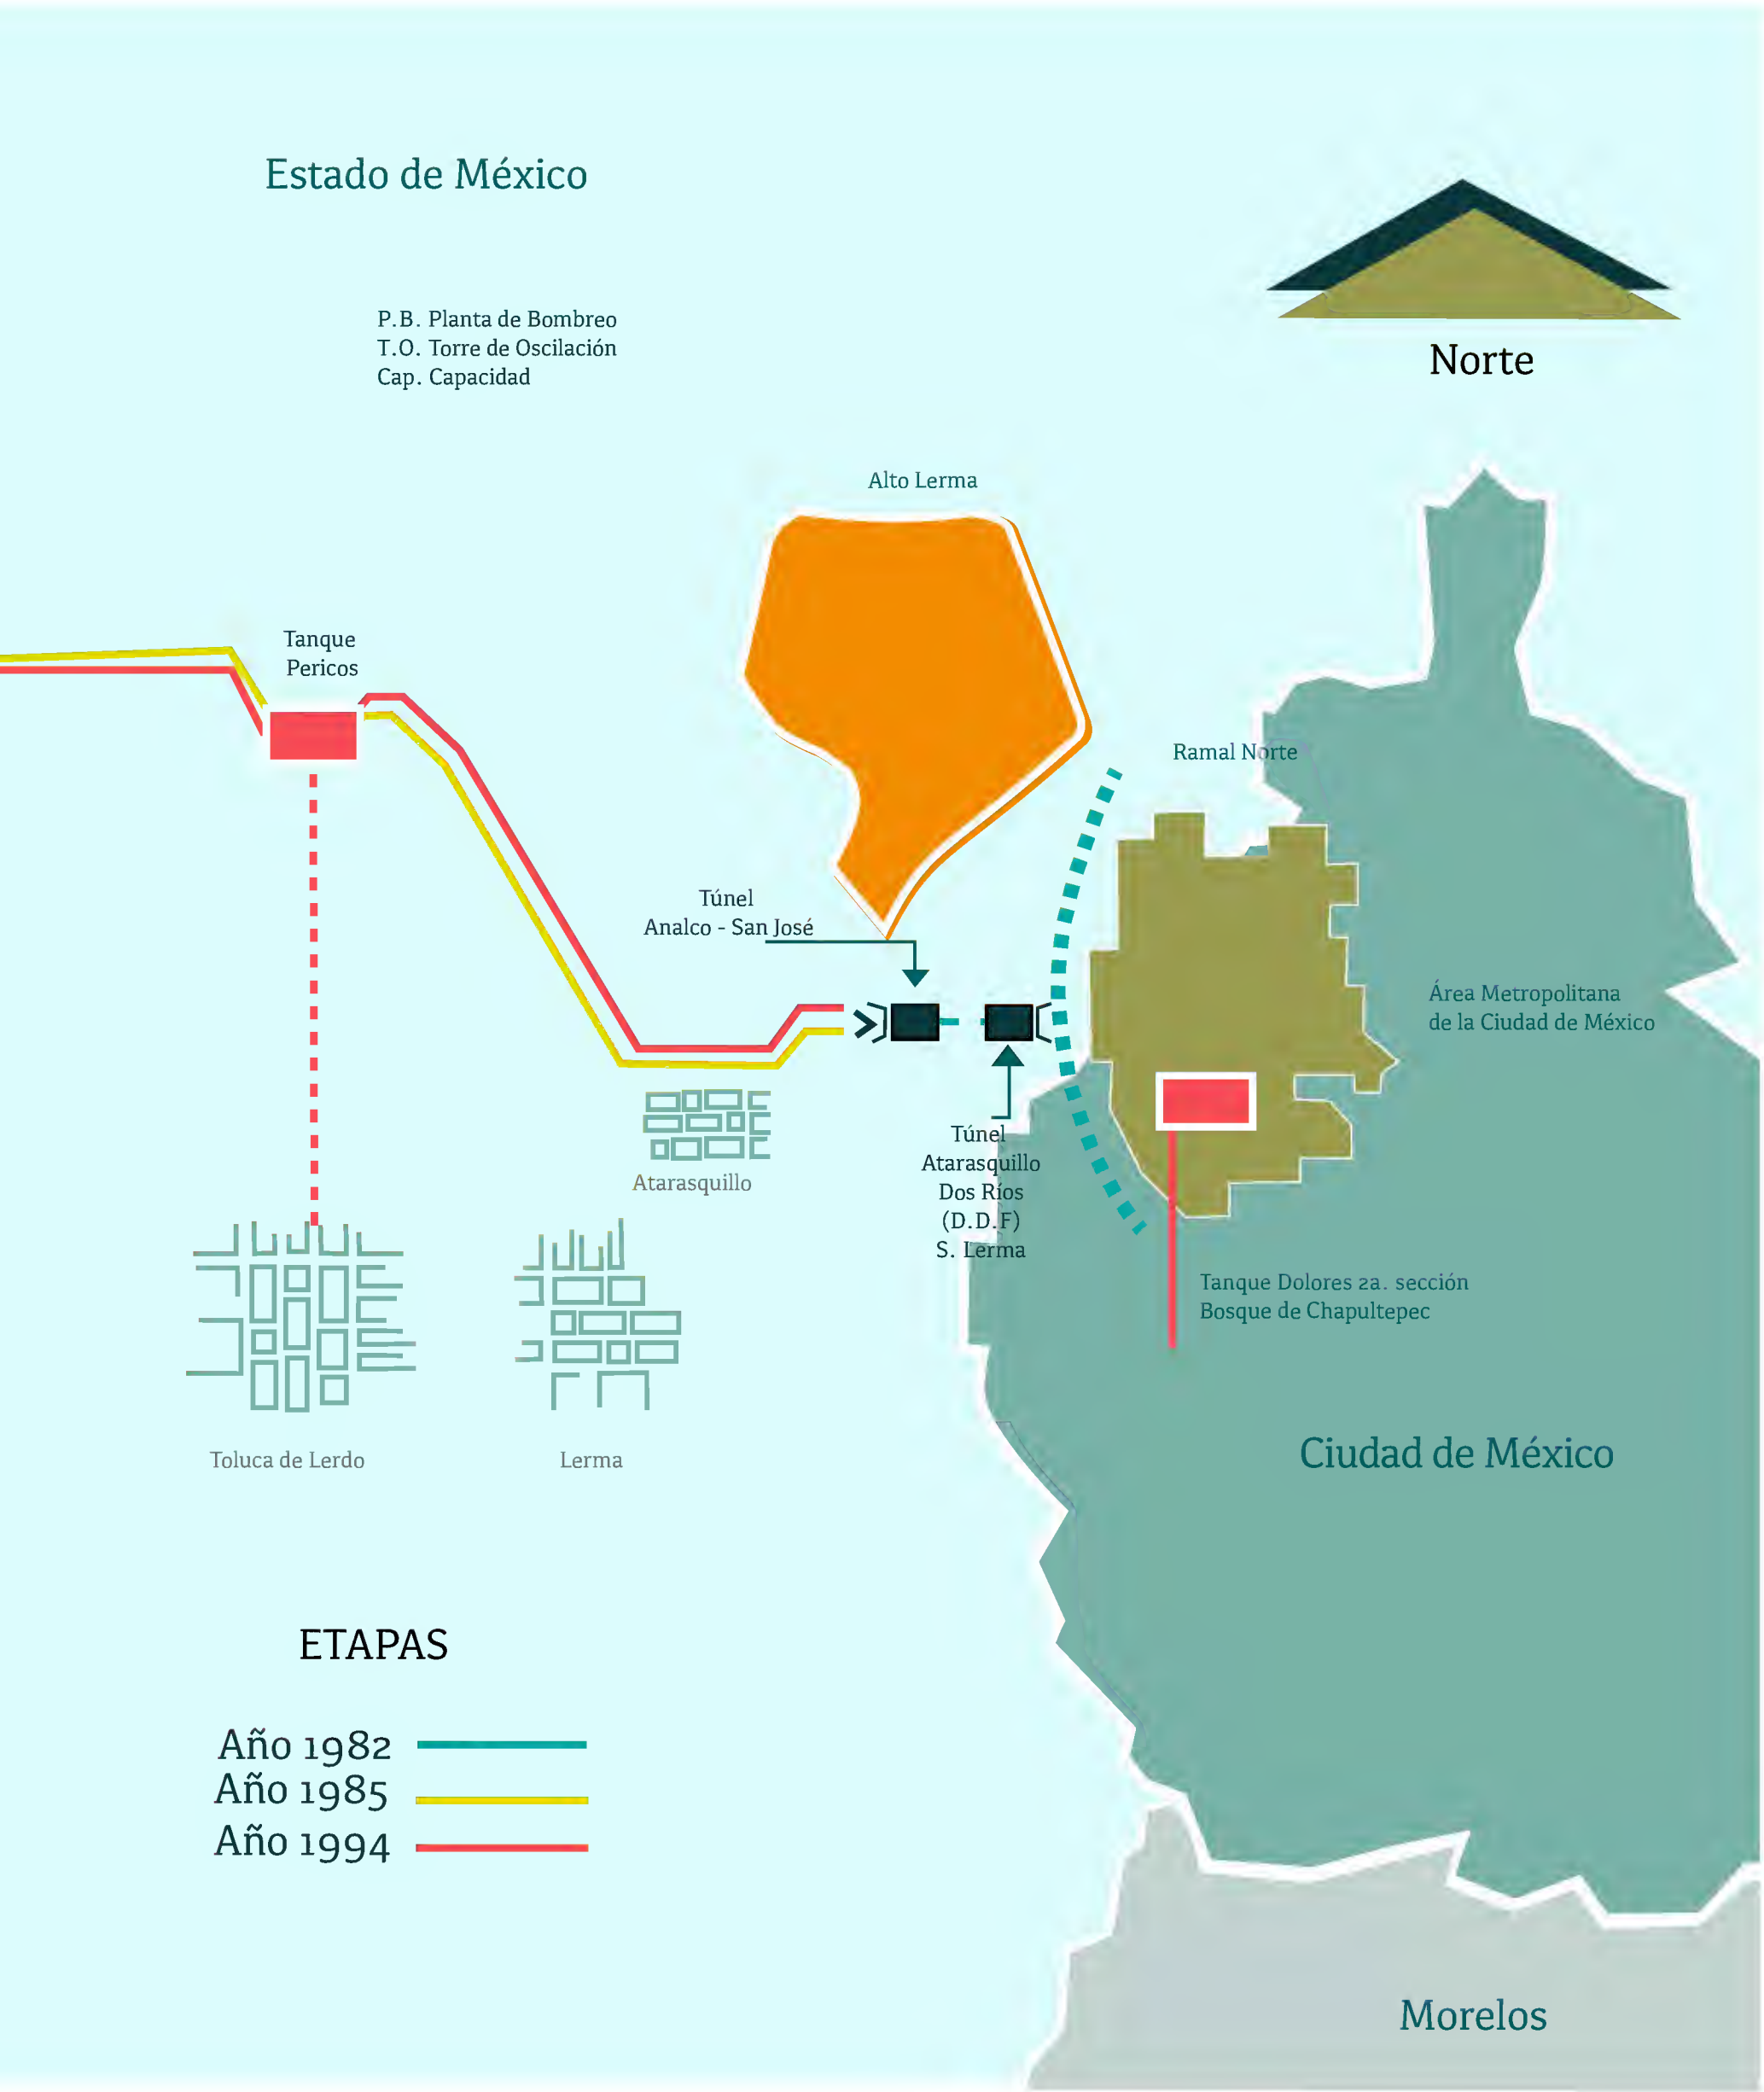 Estado de México
P.B. Planta de Bombreo
T.O. Torre de Oscilación
Cap. Capacidad
Norte
Alto Lerma
Tanque
Pericos
Ramal Norte
Túnel
Analco - San José
Área Metropolitana
de la Ciudad de México
Túnel
Atarasquillo
Dos Ríos
(D.D.F)
S. Lerma
Atarasquillo
Tanque Dolores 2a. sección
Bosque de Chapultepec
Toluca de Lerdo
Lerma
Ciudad de México
ETAPAS
Año 1982
Año 1985
Año 1994
Morelos